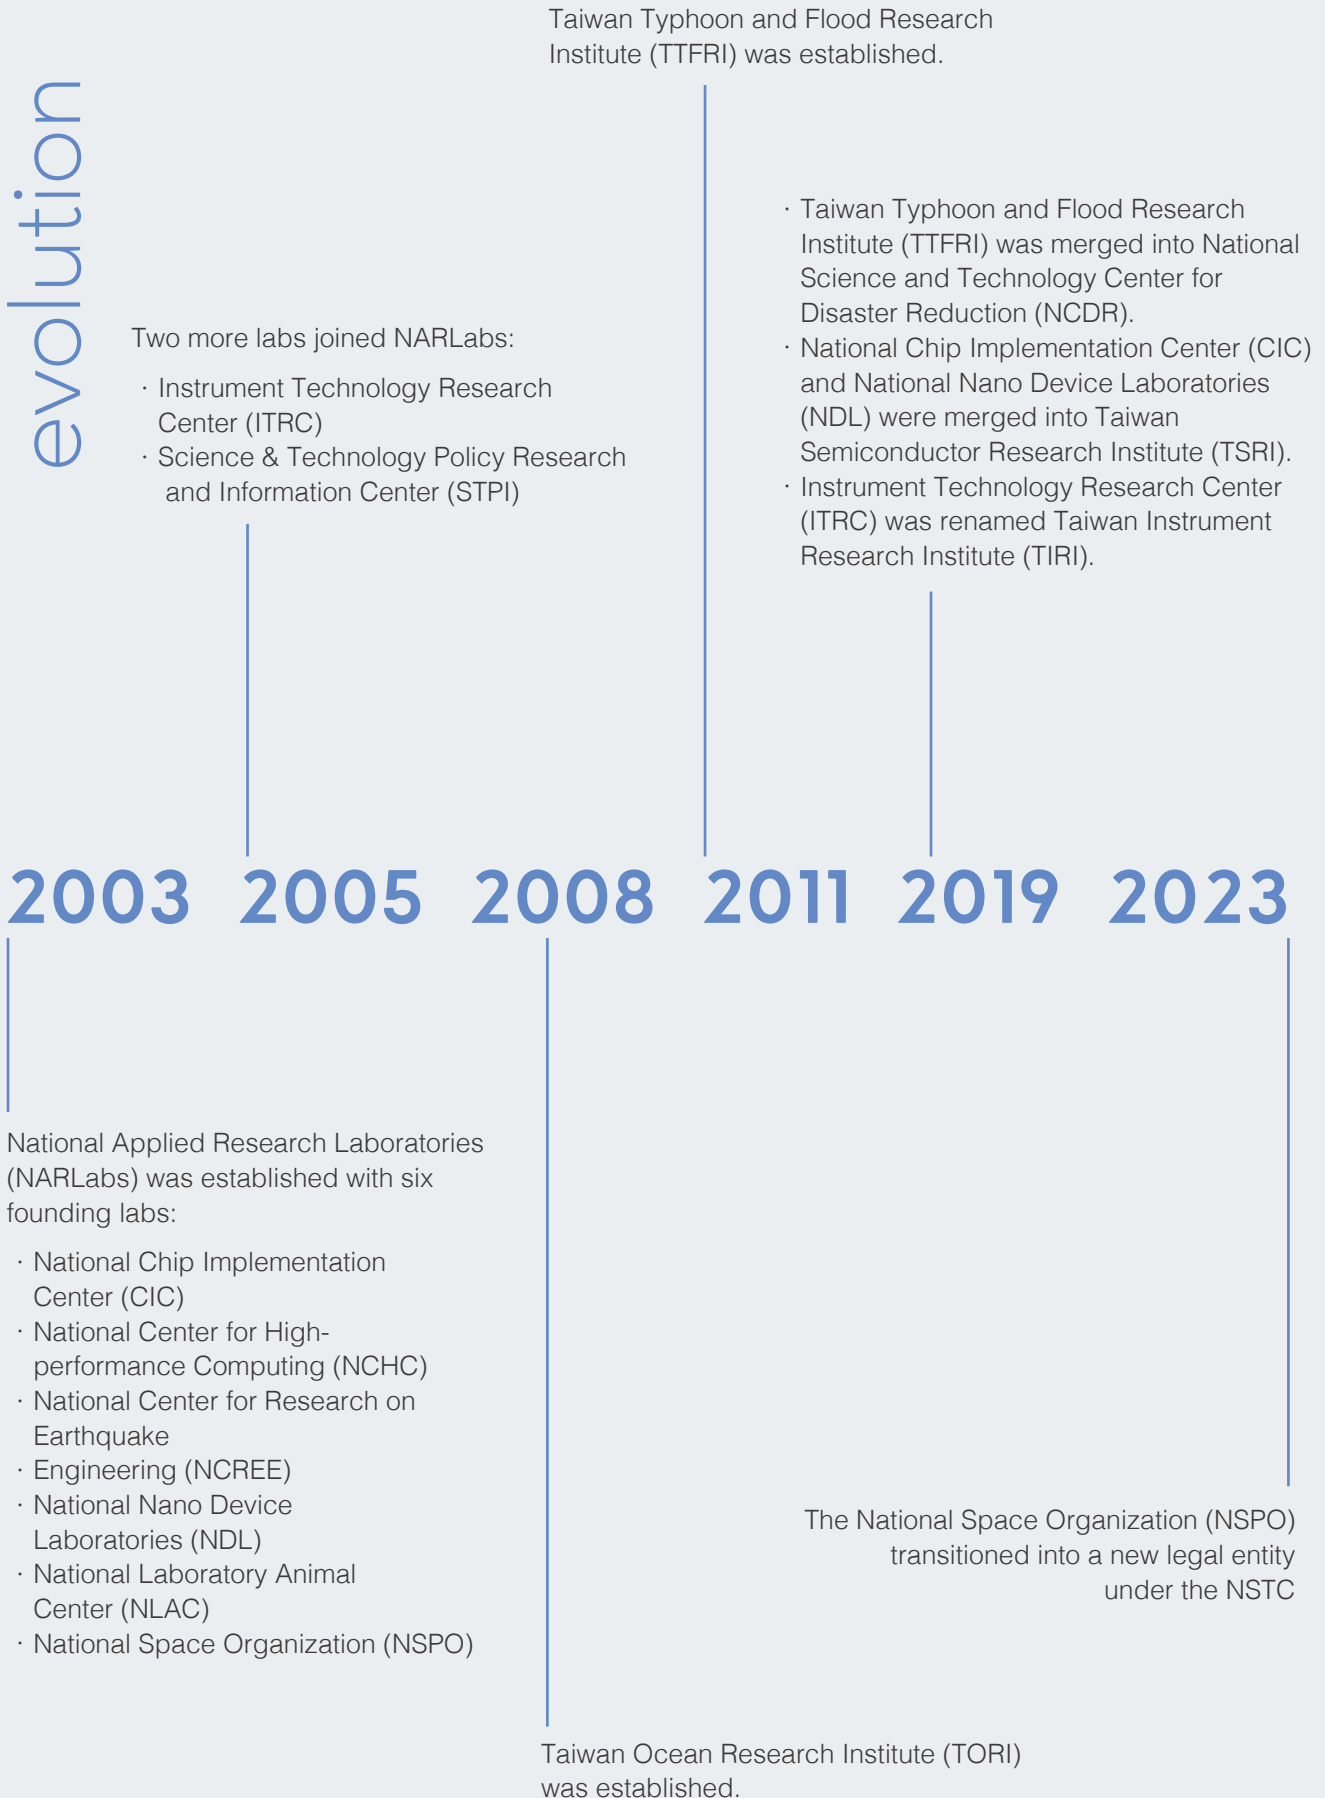 evolution
Taiwan Typhoon and Flood Research
Institute (TTFRI) was established.
Two more labs joined NARLabs:
· Instrument Technology Research
Center (ITRC)
· Science & Technology Policy Research
and Information Center (STPI)
· Taiwan Typhoon and Flood Research
Institute (TTFRI) was merged into National
Science and Technology Center for
Disaster Reduction (NCDR).
· National Chip Implementation Center (CIC)
and National Nano Device Laboratories
(NDL) were merged into Taiwan
Semiconductor Research Institute (TSRI).
· Instrument Technology Research Center
(ITRC) was renamed Taiwan Instrument
Research Institute (TIRI).
2003 2005 2008 2011 2019 2023
National Applied Research Laboratories
(NARLabs) was established with six
founding labs:
· National Chip Implementation
Center (CIC)
· National Center for High-
performance Computing (NCHC)
· National Center for Research on
Earthquake
· Engineering (NCREE)
· National Nano Device
Laboratories (NDL)
· National Laboratory Animal
Center (NLAC)
· National Space Organization (NSPO)
The National Space Organization (NSPO)
transitioned into a new legal entity
under the NSTC
Taiwan Ocean Research Institute (TORI)
was established.